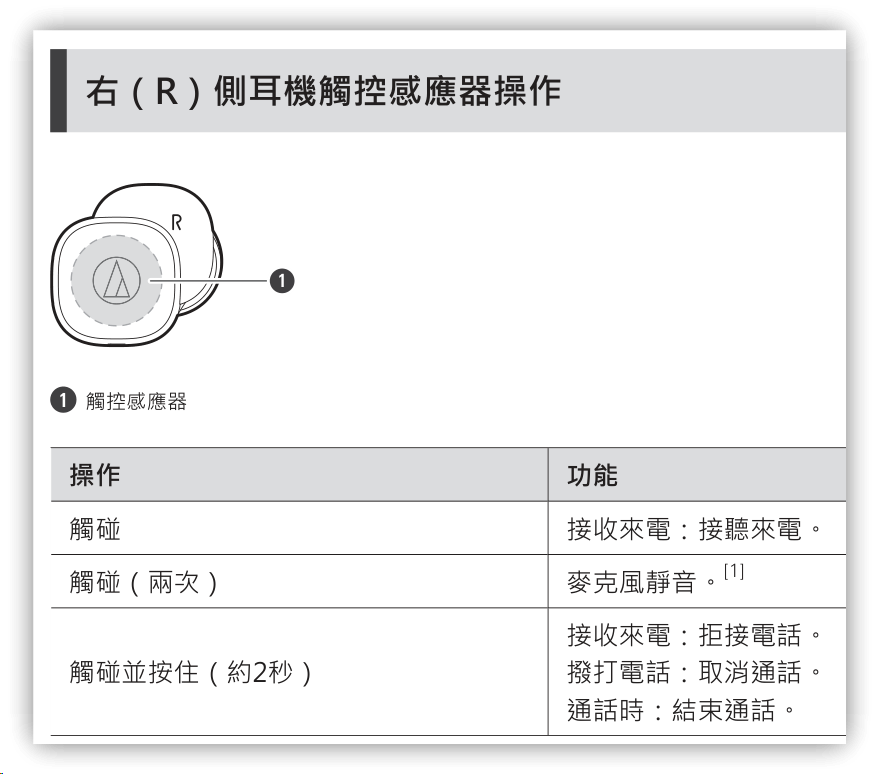 右（R）側耳機觸控感應器操作
R
1
1 觸控感應器
操作
功能
觸碰
接收來電：接聽來電。
觸碰（兩次）
麥克風靜音。[1]
觸碰並按住（約2秒）
接收來電：拒接電話。
撥打電話：取消通話。
通話時：結束通話。